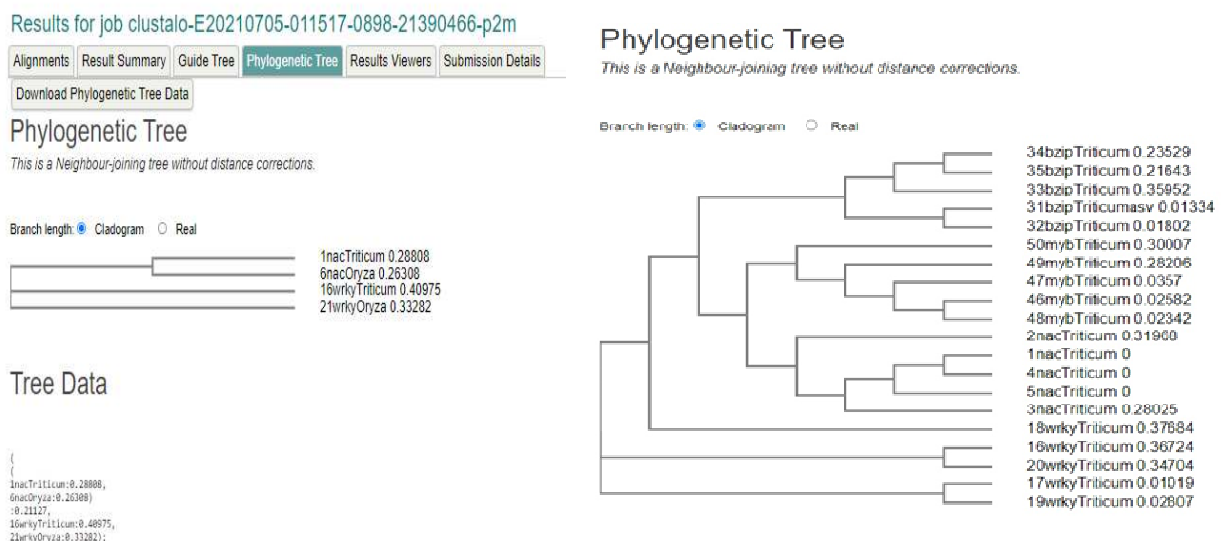 Results for job clustalo-E20210705-011517-0898-21390466-p2m
Alignments Result Summary Guide Tree Phylogenetic Tree Results Viewers Submission Details
Download Phylogenetic Tree Data
Phylogenetic Tree
This is a Neighbour-joining tree without distance corrections.
Branch length: Cladogram Real
1nacTriticum 0.28808
6nacOryza 0.26308
16wrkyTriticum 0.40975
21wrkyOryza 0.33282
Tree Data
(
(
1nacTriticum:0.28808,
6nacOryza:0.26308)
:0.21127,
16wrkyTriticum:0.40975,
21wrkyOryza:0.33282);
Phylogenetic Tree
This is a Neighbour-joining tree without distance corrections.
Branch length: Cladogram Real
34bzipTriticum 0.23529
35bzipTriticum 0.21643
33bzipTriticum 0.35952
31bzipTriticumasv 0.01334
32bzipTriticum 0.01802
50mybTriticum 0.30007
49mybTriticum 0.28206
47mybTriticum 0.0357
46mybTriticum 0.02582
48mybTriticum 0.02342
2nacTriticum 0.31960
1nacTriticum 0
4nacTriticum 0
5nacTriticum 0
3nacTriticum 0.28025
18wrkyTriticum 0.37684
16wrkyTriticum 0.36724
20wrkyTriticum 0.34704
17wrkyTriticum 0.01019
19wrkyTriticum 0.02807